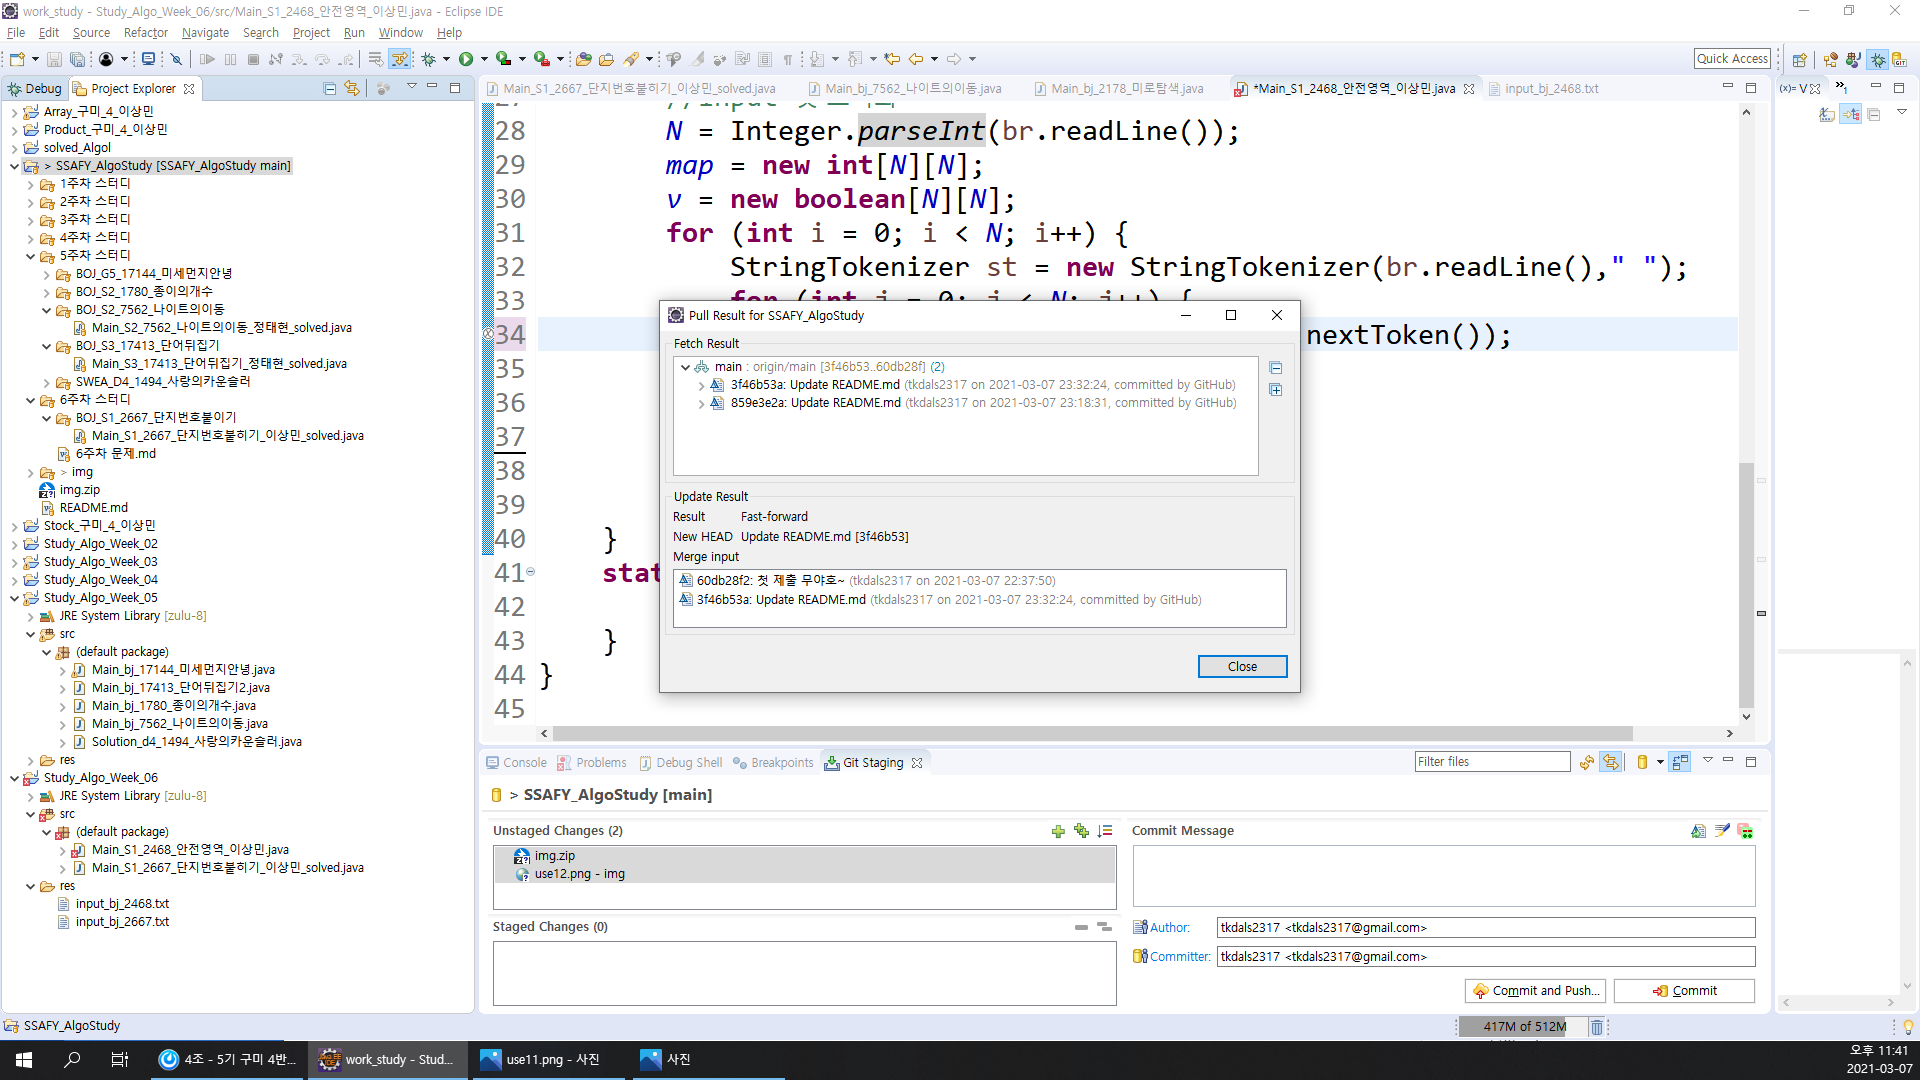 work_study - Study_Algo_Week_06/src/Main_S1_2468_안전영역_이상민.java - Eclipse IDE
File Edit Source Refactor Navigate Search Project Run Window Help
Quick Access
Debug Project Explorer
Array_구미_4_이상민
Product_구미_4_이상민
solved_Algol
> SSAFY_AlgoStudy [SSAFY_AlgoStudy main]
1주차 스터디
2주차 스터디
3주차 스터디
4주차 스터디
5주차 스터디
BOJ_G5_17144_미세먼지안녕
BOJ_S2_1780_종이의개수
BOJ_S2_7562_나이트의이동
Main_S2_7562_나이트의이동_정태현_solved.java
BOJ_S3_17413_단어뒤집기
Main_S3_17413_단어뒤집기_정태현_solved.java
SWEA_D4_1494_사랑의카운슬러
6주차 스터디
BOJ_S1_2667_단지번호붙이기
Main_S1_2667_단지번호붙히기_이상민_solved.java
6주차 문제.md
> img
img.zip
README.md
Stock_구미_4_이상민
Study_Algo_Week_02
Study_Algo_Week_03
Study_Algo_Week_04
Study_Algo_Week_05
JRE System Library [zulu-8]
src
(default package)
Main_bj_17144_미세먼지안녕.java
Main_bj_17413_단어뒤집기2.java
Main_bj_1780_종이의개수.java
Main_bj_7562_나이트의이동.java
Solution_d4_1494_사랑의카운슬러.java
res
Study_Algo_Week_06
JRE System Library [zulu-8]
src
(default package)
Main_S1_2468_안전영역_이상민.java
Main_S1_2667_단지번호붙히기_이상민_solved.java
res
input_bj_2468.txt
input_bj_2667.txt
Main_S1_2667_단지번호붙히기_이상민_solved.java Main_bj_7562_나이트의이동.java Main_bj_2178_미로탐색.java *Main_S1_2468_안전영역_이상민.java input_bj_2468.txt
(x)= V
28 N = Integer.parseInt(br.readLine());
29 map = new int[N][N];
30 v = new boolean[N][N];
31 for (int i = 0; i < N; i++) {
32 StringTokenizer st = new StringTokenizer(br.readLine()," ");
33 for (int j = 0; j < N; j++) {
34 nextToken());
35
36
37
38
39
40 }
41 stat
42
43 }
44 }
45
Pull Result for SSAFY_AlgoStudy
Fetch Result
main : origin/main [3f46b53..60db28f] (2)
3f46b53a: Update README.md (tkdals2317 on 2021-03-07 23:32:24, committed by GitHub)
859e3e2a: Update README.md (tkdals2317 on 2021-03-07 23:18:31, committed by GitHub)
Update Result
Result Fast-forward
New HEAD Update README.md [3f46b53]
Merge input
60db28f2: 첫 제출 무야호~ (tkdals2317 on 2021-03-07 22:37:50)
3f46b53a: Update README.md (tkdals2317 on 2021-03-07 23:32:24, committed by GitHub)
Close
Console Problems Debug Shell Breakpoints Git Staging
Filter files
> SSAFY_AlgoStudy [main]
Unstaged Changes (2)
img.zip
use12.png - img
Staged Changes (0)
Commit Message
Author: tkdals2317 <tkdals2317@gmail.com>
Committer: tkdals2317 <tkdals2317@gmail.com>
Commit and Push... Commit
SSAFY_AlgoStudy
417M of 512M
4조 - 5기 구미 4반... work_study - Stud... use11.png - 사진 사진
오후 11:41
2021-03-07